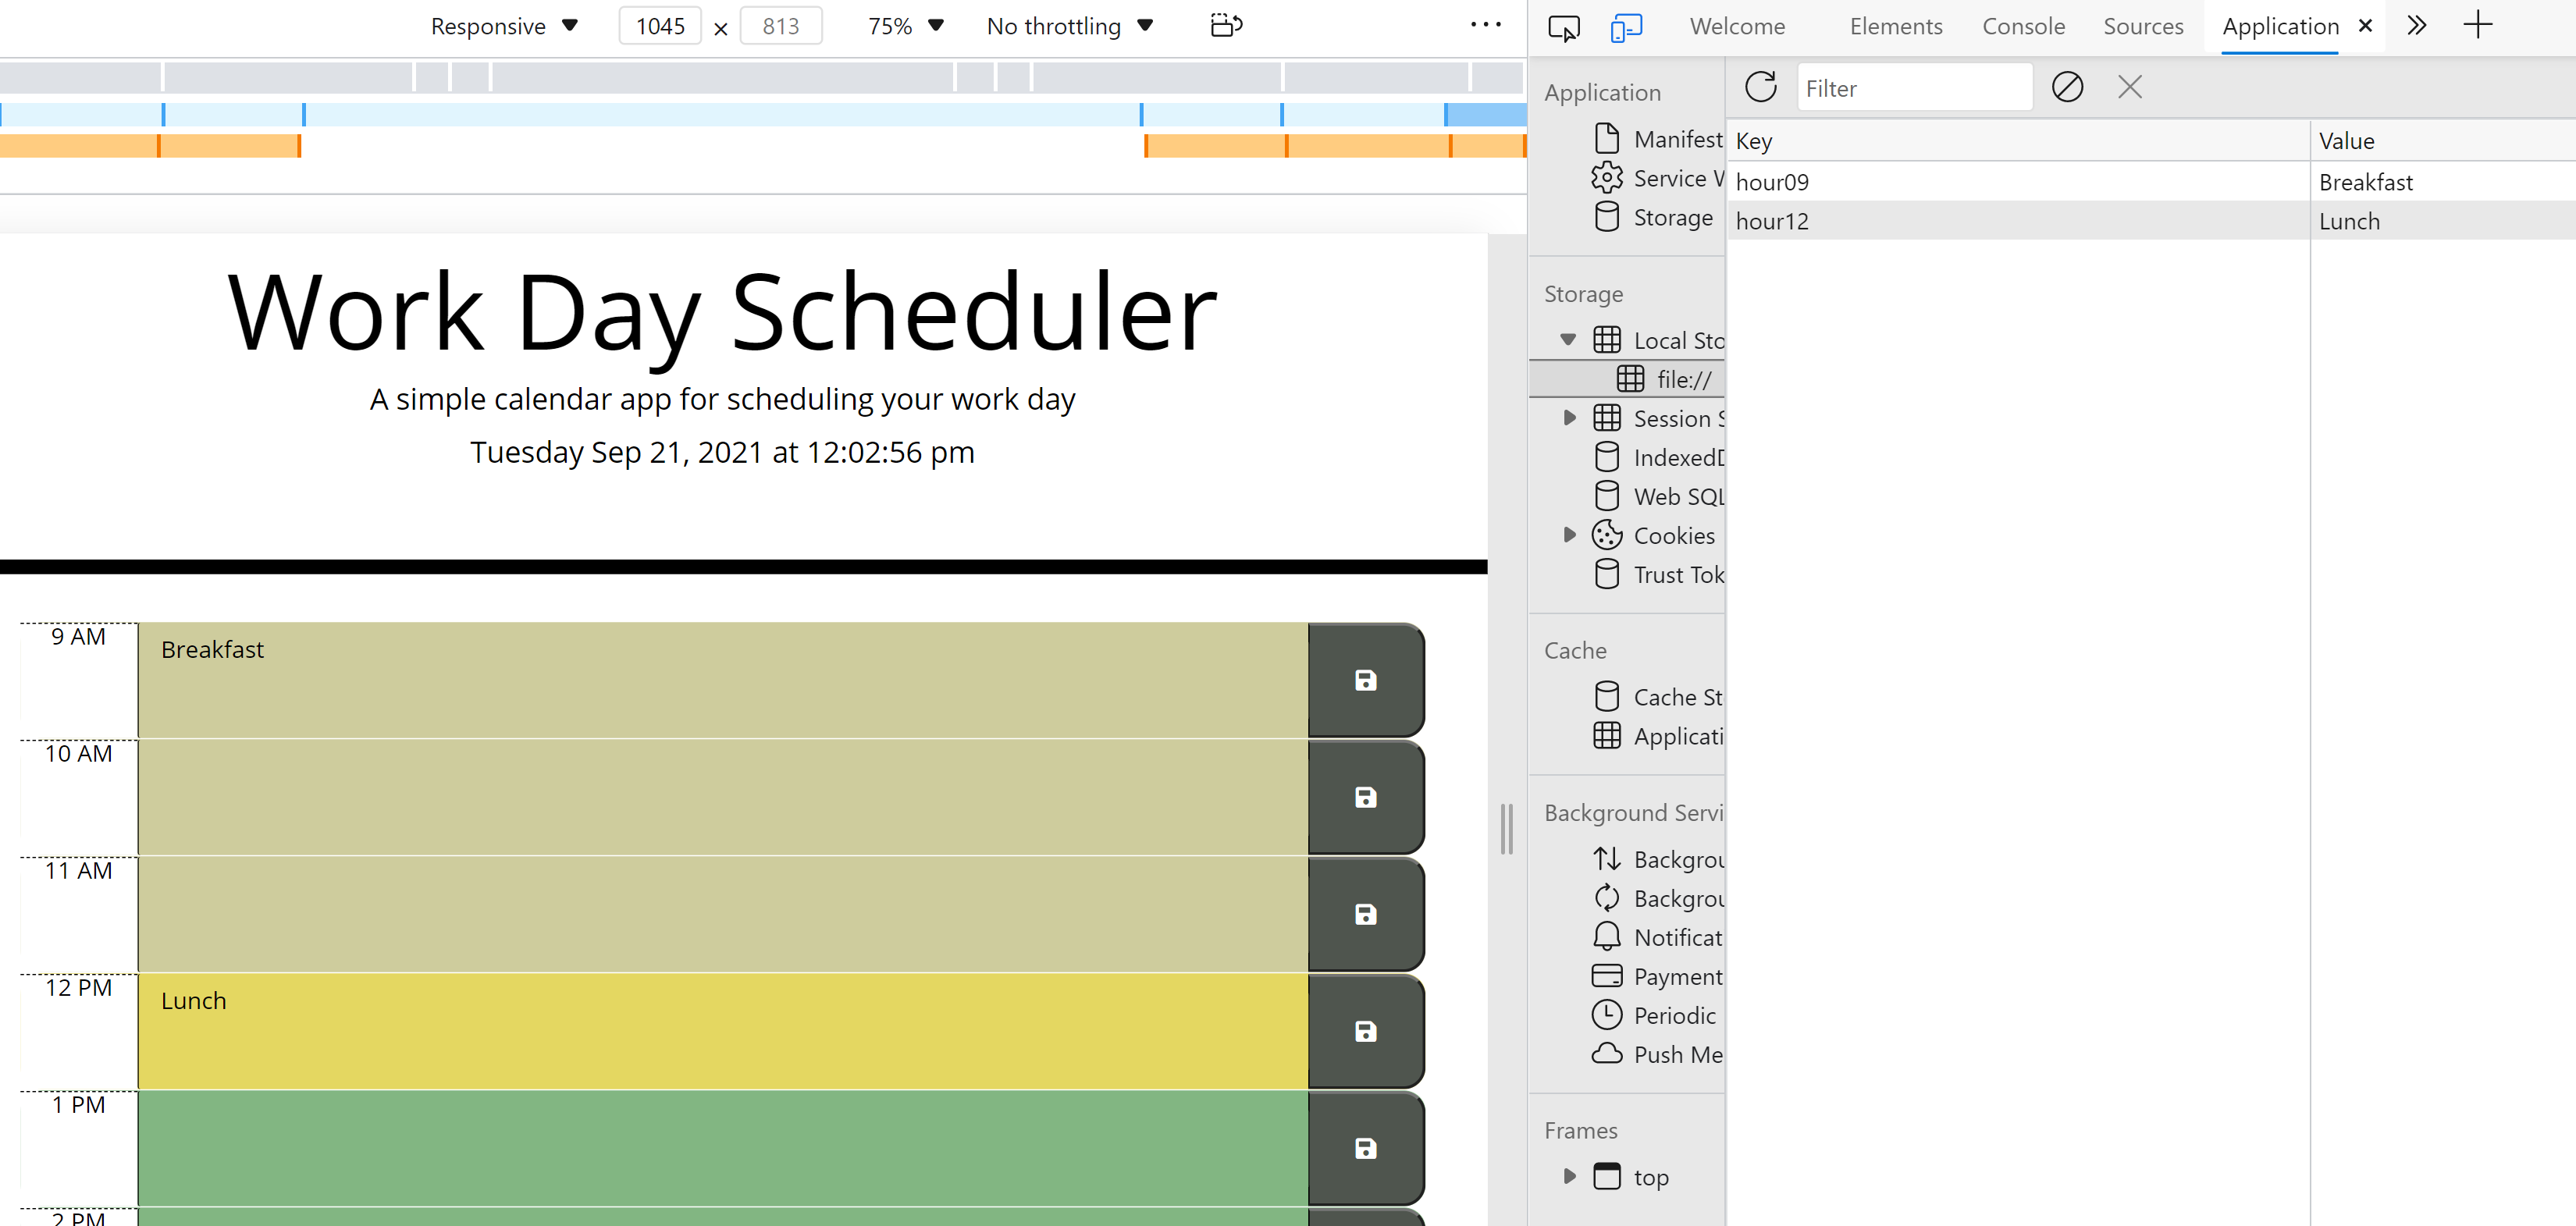 Responsive 1045 × 813 75% No throttling
Welcome Elements Console Sources Application
Application
Manifest
Service W
Storage
Storage
Local Sto
file://
Session S
IndexedD
Web SQL
Cookies
Trust Tok
Cache
Cache St
Applicati
Background Servi
Backgrou
Backgrou
Notificat
Payment
Periodic
Push Me
Frames
top
Filter
Key Value
hour09 Breakfast
hour12 Lunch
Work Day Scheduler
A simple calendar app for scheduling your work day
Tuesday Sep 21, 2021 at 12:02:56 pm
9 AM Breakfast
10 AM
11 AM
12 PM Lunch
1 PM
2 PM